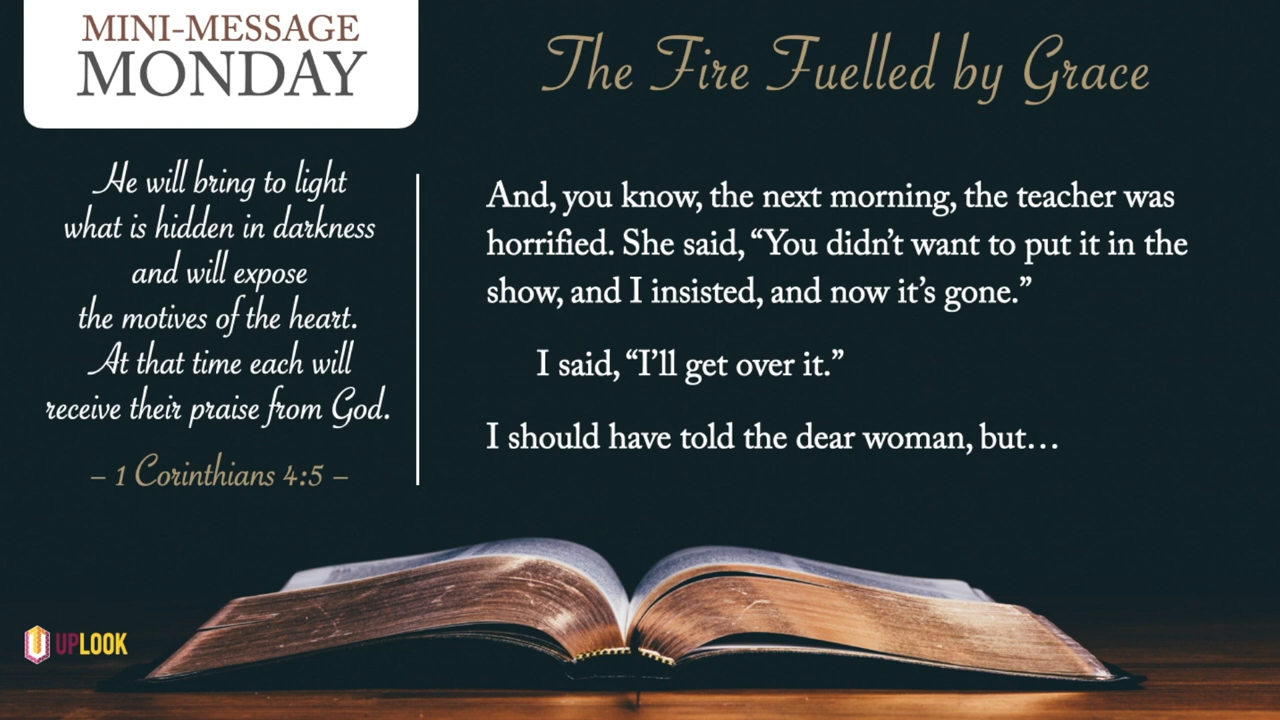 MINI-MESSAGE
MONDAY
The Fire Fuelled by Grace
He will bring to light
what is hidden in darkness
and will expose
the motives of the heart.
At that time each will
receive their praise from God.
– 1 Corinthians 4:5 –
And, you know, the next morning, the teacher was
horrified. She said, “You didn’t want to put it in the
show, and I insisted, and now it’s gone.”
I said, “I’ll get over it.”
I should have told the dear woman, but…
UPLOOK